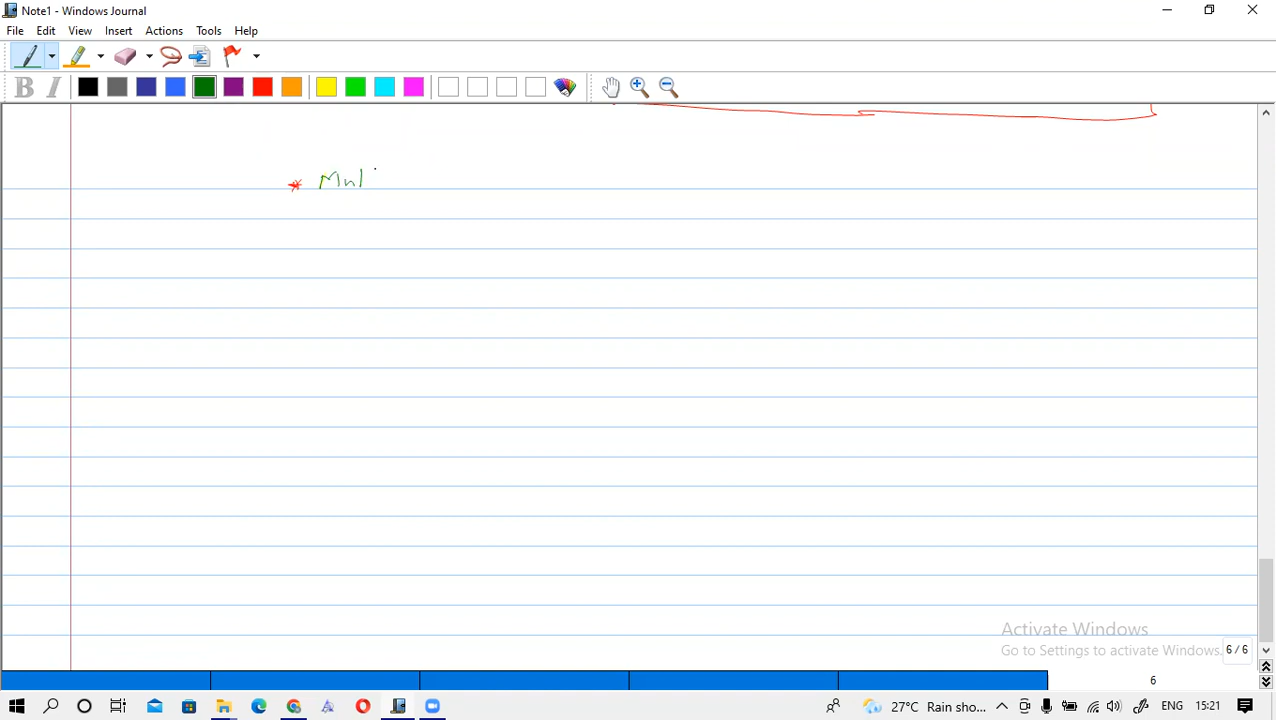 Note1 - Windows Journal
File Edit View Insert Actions Tools Help
B I
* Mul
Activate Windows
Go to Settings to activate Windows.
6 / 6
6
27°C Rain sho... ENG 15:21